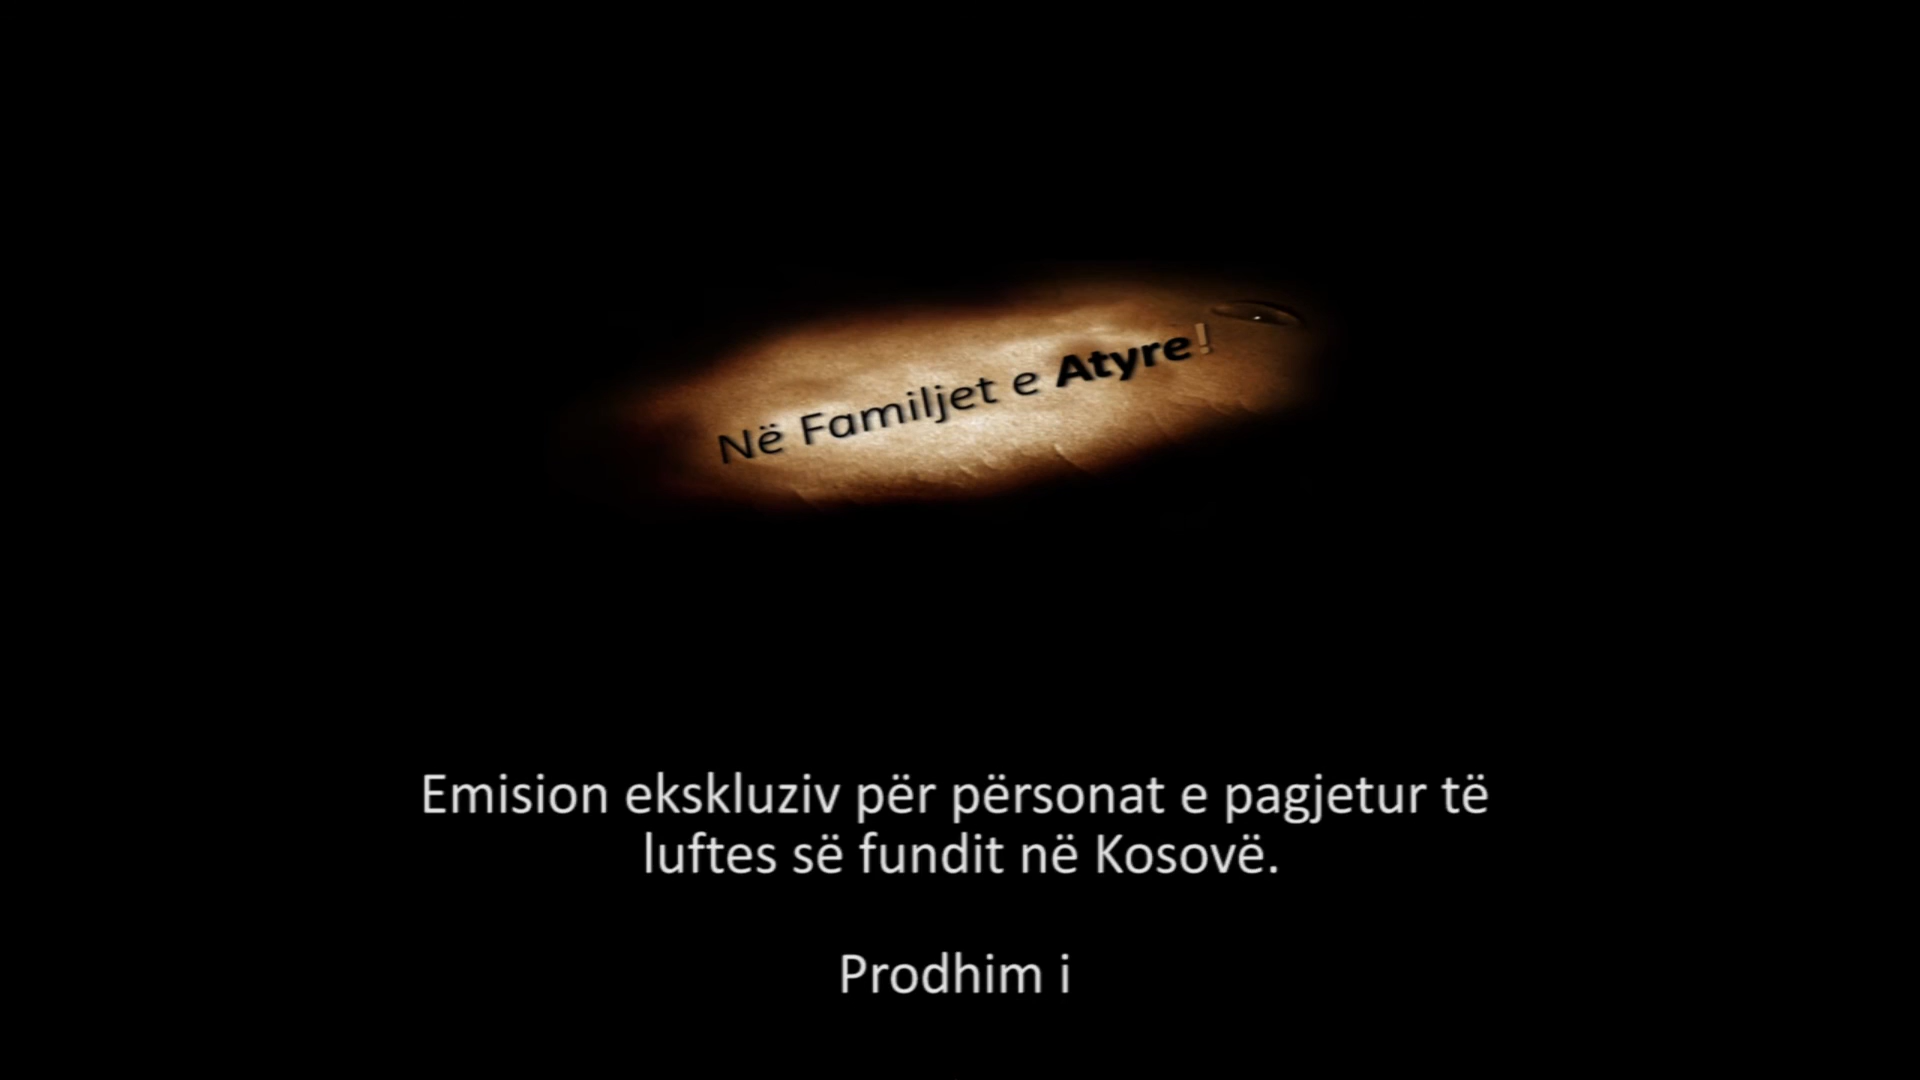 Në Familjet e Atyre!
Emision ekskluziv për përsonat e pagjetur të
luftes së fundit në Kosovë.
Prodhim i